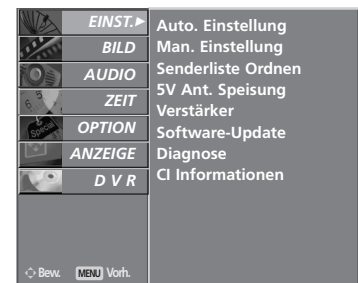 EINST.
BILD
AUDIO
ZEIT
OPTION
ANZEIGE
D V R
Auto. Einstellung
Man. Einstellung
Senderliste Ordnen
5V Ant. Speisung
Verstärker
Software-Update
Diagnose
CI Informationen
Special
Bew. MENU Vorh.